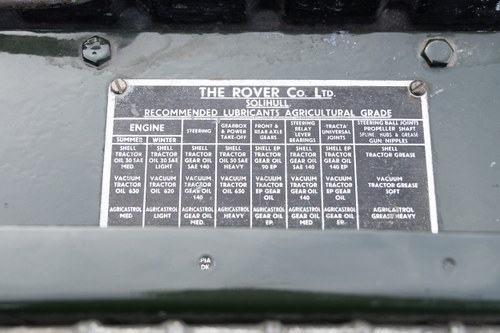 THE ROVER Co. LTD.
SOLIHULL
RECOMMENDED LUBRICANTS AGRICULTURAL GRADE
ENGINE
SUMMER WINTER
STEERING
GEARBOX
& POWER
TAKE-OFF
FRONT &
REAR AXLE
GEARS
STEERING
RELAY
LEVER
BEARINGS
'TRACTA'
UNIVERSAL
JOINTS
STEERING BALL JOINTS
PROPELLER SHAFT
SPLINE, HUBS & GREASE
GUN NIPPLES
SHELL
TRACTOR
OIL 30 SAE
MED
SHELL
TRACTOR
OIL 20 SAE
LIGHT
SHELL
TRACTOR
GEAR OIL
SAE 140
SHELL
TRACTOR
OIL 50 SAE
HEAVY
SHELL EP
TRACTOR
GEAR OIL
90 EP
SHELL
TRACTOR
GEAR OIL
SAE 140
SHELL EP
TRACTOR
GEAR OIL
140 EP
SHELL
TRACTOR GREASE
VACUUM
TRACTOR
OIL 630
VACUUM
TRACTOR
OIL 620
VACUUM
TRACTOR
GEAR OIL
140
VACUUM
TRACTOR
OIL 650
VACUUM
TRACTOR
EP GEAR
OIL
VACUUM
TRACTOR
GEAR OIL
140
VACUUM
TRACTOR
EP GEAR
OIL
VACUUM
TRACTOR GREASE
SOFT
AGRICASTROL
MED.
AGRICASTROL
LIGHT
AGRICASTROL
GEAR OIL
MED.
AGRICASTROL
HEAVY
AGRICASTROL
GEAR OIL
EP.
AGRICASTROL
GEAR OIL
MED
AGRICASTROL
GEAR OIL
EP.
AGRICASTROL
GREASE HEAVY